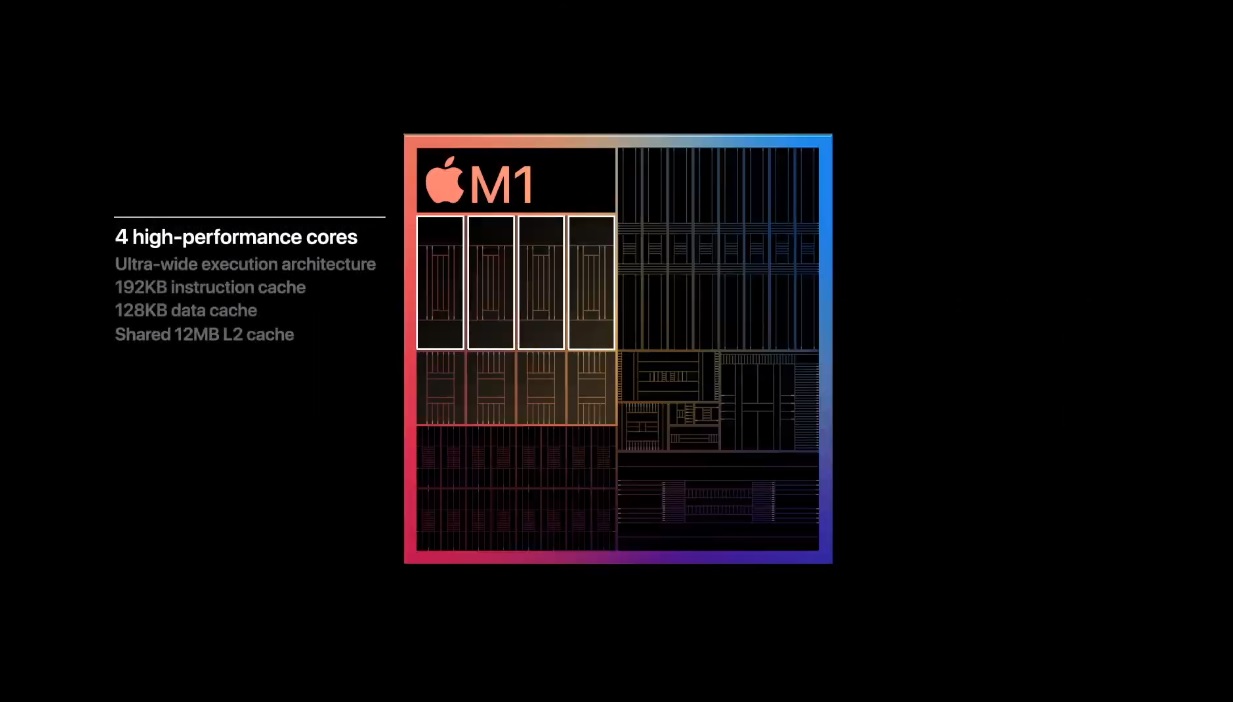 M1
4 high-performance cores
Ultra-wide execution architecture
192KB instruction cache
128KB data cache
Shared 12MB L2 cache